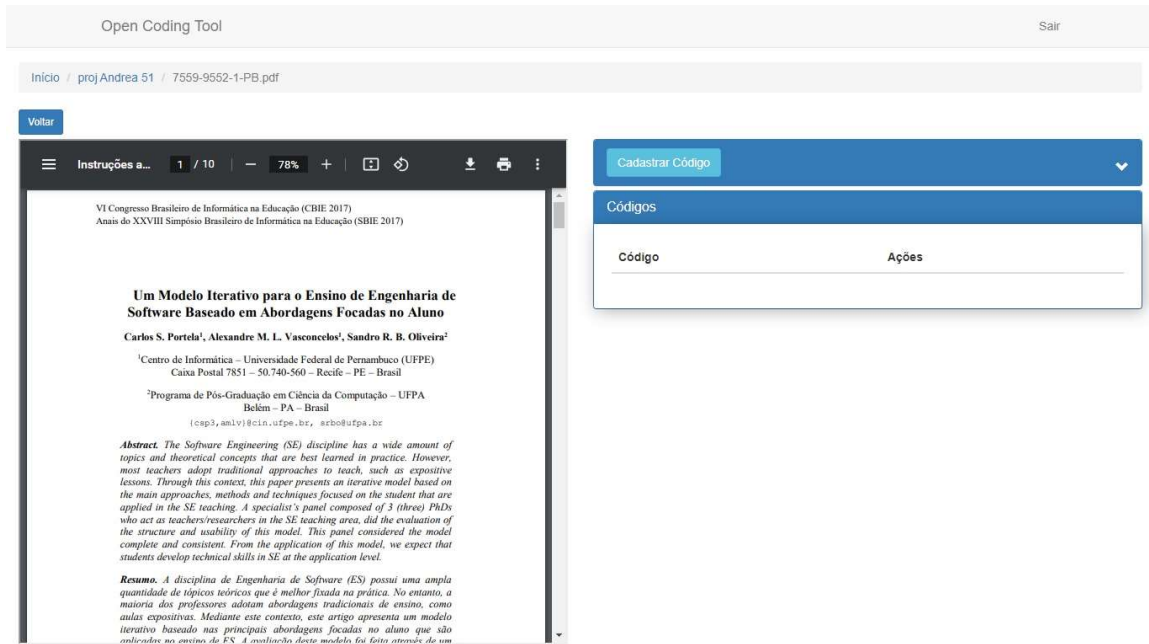 Open Coding Tool
Sair
Início / proj Andrea 51 / 7559-9552-1-PB.pdf
Voltar
Instruções a... 1 / 10 | — 78% + |
VI Congresso Brasileiro de Informática na Educação (CBIE 2017)
Anais do XXVIII Simpósio Brasileiro de Informática na Educação (SBIE 2017)
Um Modelo Iterativo para o Ensino de Engenharia de
Software Baseado em Abordagens Focadas no Aluno
Carlos S. Portela¹, Alexandre M. L. Vasconcelos¹, Sandro R. B. Oliveira²
¹Centro de Informática – Universidade Federal de Pernambuco (UFPE)
Caixa Postal 7851 – 50.740-560 – Recife – PE – Brasil
²Programa de Pós-Graduação em Ciência da Computação – UFPA
Belém – PA – Brasil
{csp3,amlv}@cin.ufpe.br, srbo@ufpa.br
Abstract. The Software Engineering (SE) discipline has a wide amount of
topics and theoretical concepts that are best learned in practice. However,
most teachers adopt traditional approaches to teach, such as expositive
lessons. Through this context, this paper presents an iterative model based on
the main approaches, methods and techniques focused on the student that are
applied in the SE teaching. A specialist's panel composed of 3 (three) PhDs
who act as teachers/researchers in the SE teaching area, did the evaluation of
the structure and usability of this model. This panel considered the model
complete and consistent. From the application of this model, we expect that
students develop technical skills in SE at the application level.
Resumo. A disciplina de Engenharia de Software (ES) possui uma ampla
quantidade de tópicos teóricos que é melhor fixada na prática. No entanto, a
maioria dos professores adotam abordagens tradicionais de ensino, como
aulas expositivas. Mediante este contexto, este artigo apresenta um modelo
iterativo baseado nas principais abordagens focadas no aluno que são
aplicadas no ensino de ES. A avaliação deste modelo foi feita através de um
Cadastrar Código
Códigos
Código
Ações